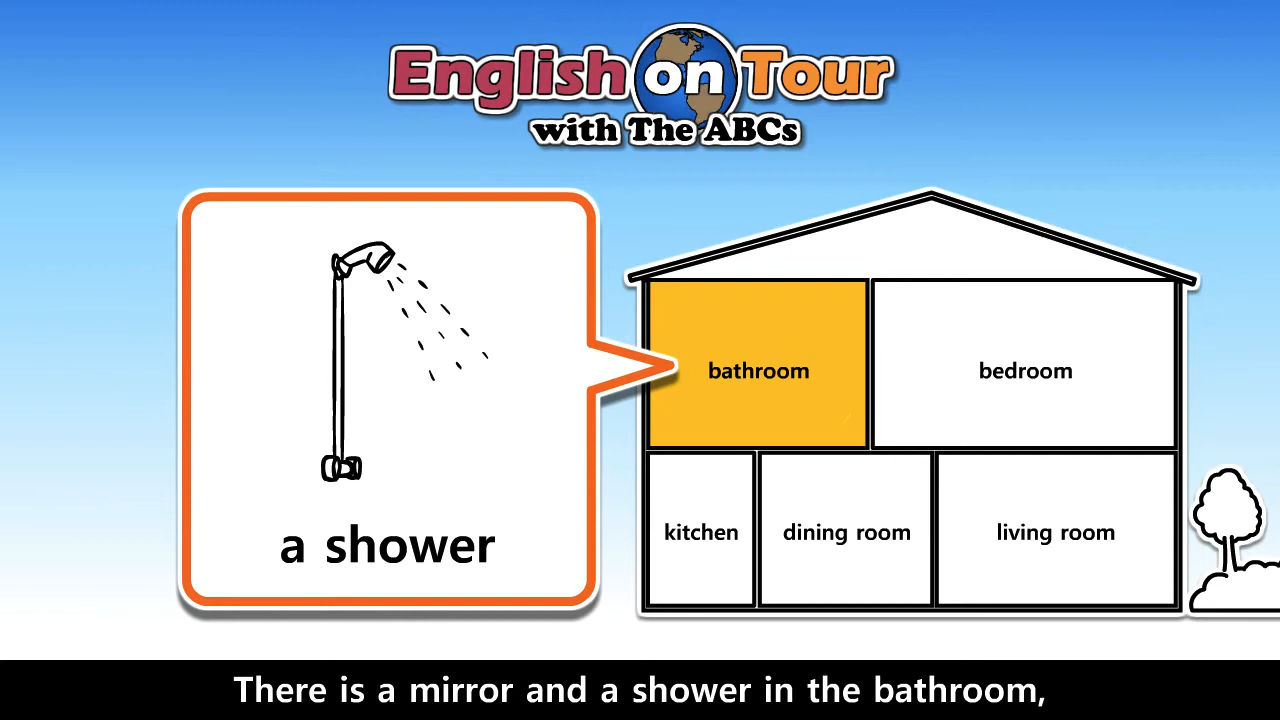 English on Tour
with The ABCs
a shower
bathroom
bedroom
kitchen
dining room
living room
There is a mirror and a shower in the bathroom,